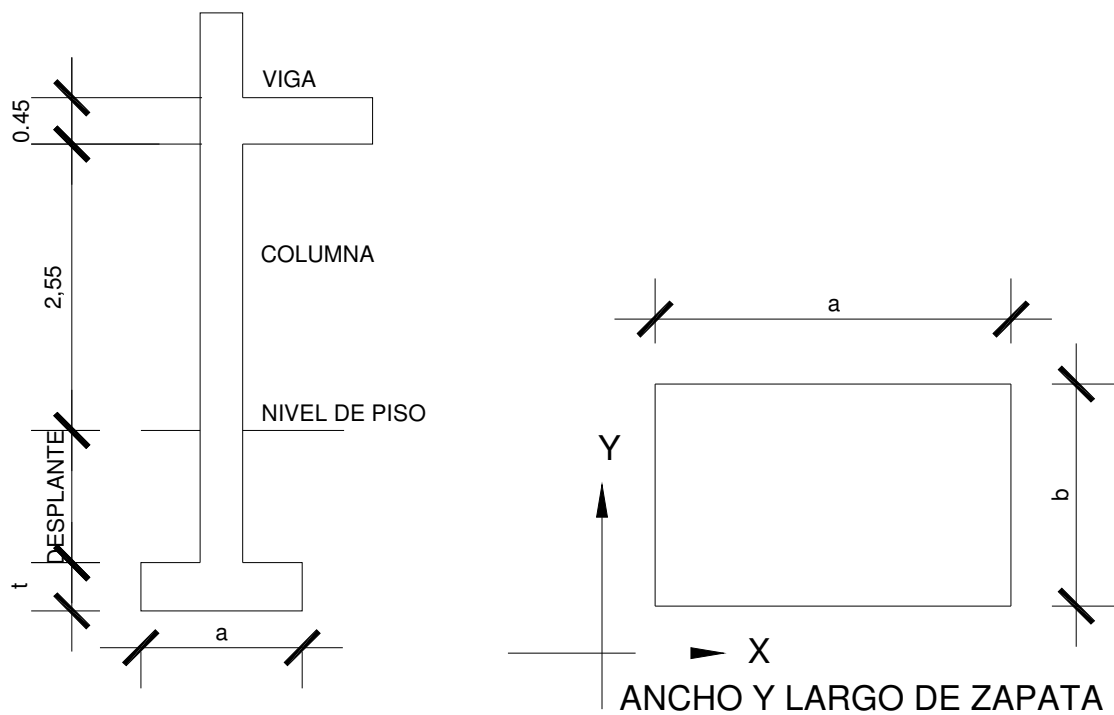 VIGA
0.45
COLUMNA
2,55
NIVEL DE PISO
DESPLANTE
t
a
a
b
Y
X
ANCHO Y LARGO DE ZAPATA